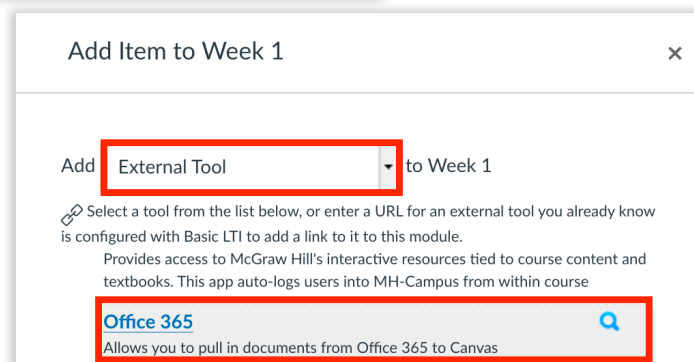 Add Item to Week 1 ×
Add External Tool to Week 1
Select a tool from the list below, or enter a URL for an external tool you already know
is configured with Basic LTI to add a link to it to this module.
Provides access to McGraw Hill's interactive resources tied to course content and
textbooks. This app auto-logs users into MH-Campus from within course
Office 365
Allows you to pull in documents from Office 365 to Canvas